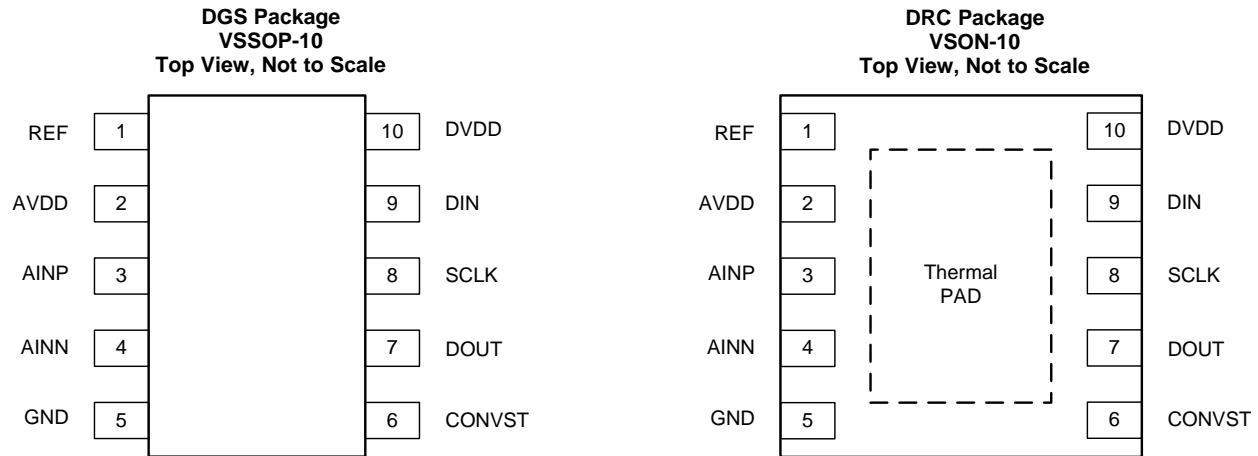 DGS Package
VSSOP-10
Top View, Not to Scale
REF 1 10 DVDD
AVDD 2 9 DIN
AINP 3 8 SCLK
AINN 4 7 DOUT
GND 5 6 CONVST
DRC Package
VSON-10
Top View, Not to Scale
REF 1 10 DVDD
AVDD 2 9 DIN
AINP 3 8 SCLK
Thermal
PAD
AINN 4 7 DOUT
GND 5 6 CONVST